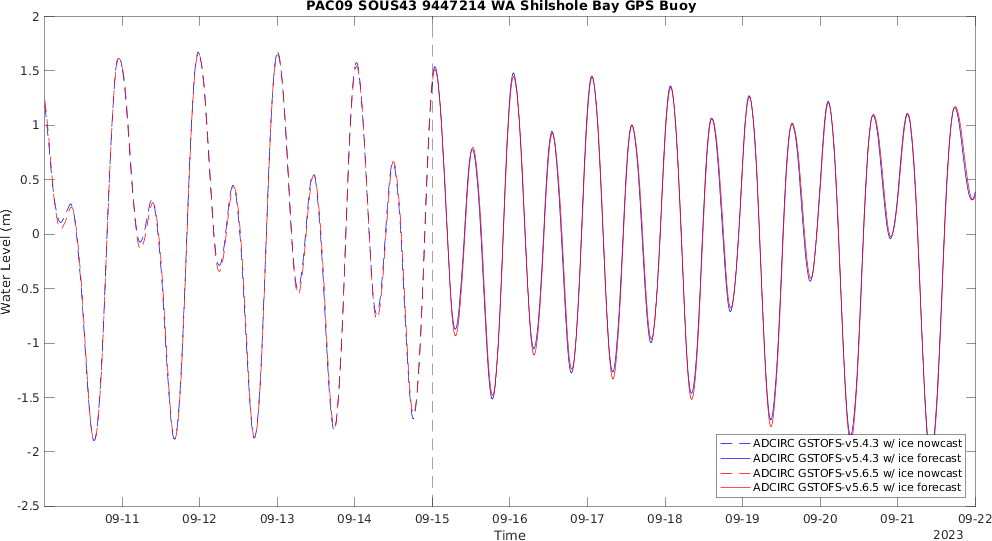 PAC09 SOUS43 9447214 WA Shilshole Bay GPS Buoy
2
1.5
1
0.5
0
-0.5
-1
-1.5
-2
-2.5
Water Level (m)
09-11 09-12 09-13 09-14 09-15 09-16 09-17 09-18 09-19 09-20 09-21 09-22
Time
2023
ADCIRC GSTOFS-v5.4.3 w/ ice nowcast
ADCIRC GSTOFS-v5.4.3 w/ ice forecast
ADCIRC GSTOFS-v5.6.5 w/ ice nowcast
ADCIRC GSTOFS-v5.6.5 w/ ice forecast